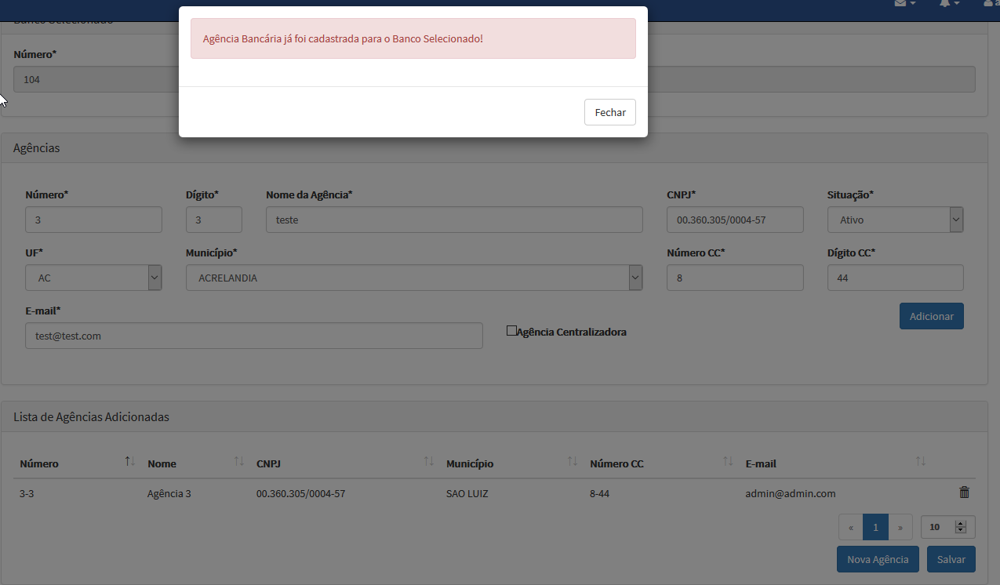 Agência Bancária já foi cadastrada para o Banco Selecionado!
Fechar
Banco Selecionado
Número*
104
Agências
Número* Dígito* Nome da Agência* CNPJ* Situação*
3 3 teste 00.360.305/0004-57 Ativo
UF* Município* Número CC* Dígito CC*
AC ACRELANDIA 8 44
E-mail*
test@test.com
Agência Centralizadora
Adicionar
Lista de Agências Adicionadas
Número Nome CNPJ Município Número CC E-mail
3-3 Agência 3 00.360.305/0004-57 SAO LUIZ 8-44 admin@admin.com
« 1 » 10
Nova Agência Salvar